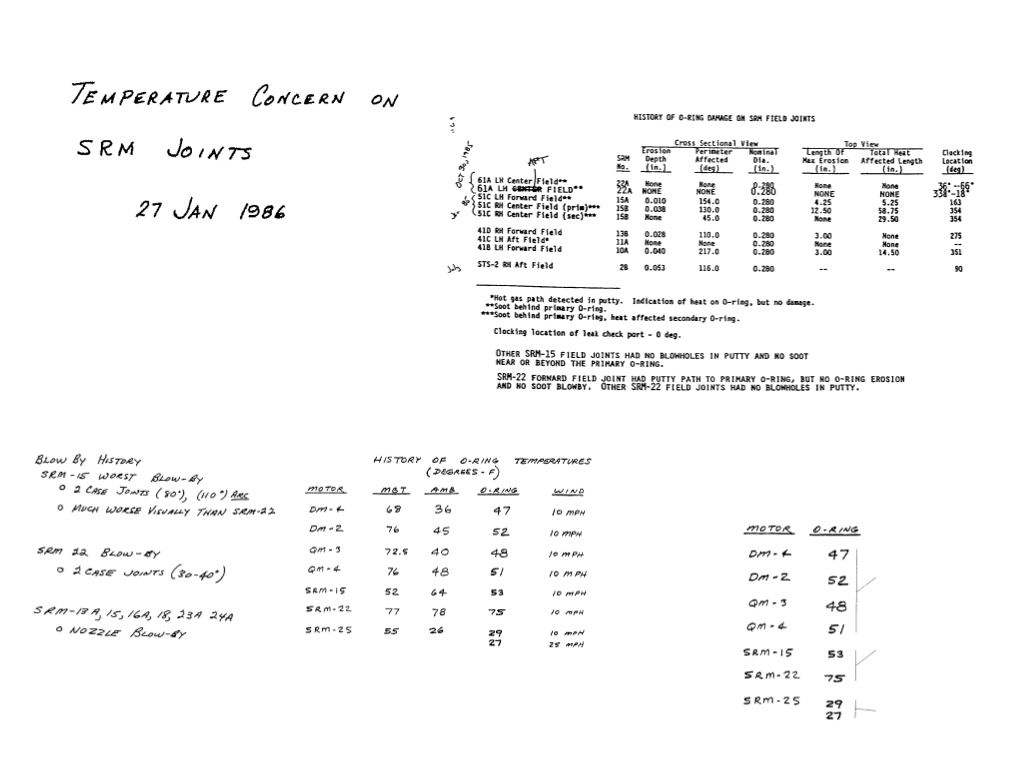 TEMPERATURE CONCERN ON
SRM JOINTS
27 JAN 1986
HISTORY OF O-RING DAMAGE ON SRM FIELD JOINTS
Cross Sectional View Top View
SRM No. Erosion Depth (in.) Perimeter Affected (deg) Nominal Dia. (in.) Length Of Max Erosion (in.) Total Heat Affected Length (in.) Clocking Location (deg)
OCT 30, 1985
AFT
61A LH Center Field** 22A None None 0.280 None None 36°--66°
61A LH CENTER FIELD** 22A NONE NONE 0.280 NONE NONE 338°-18°
51C LH Forward Field** 15A 0.010 154.0 0.280 4.25 5.25 163
51C RH Center Field (prim)*** 15B 0.038 130.0 0.280 12.50 58.75 354
51C RH Center Field (sec)*** 15B None 45.0 0.280 None 29.50 354
41D RH Forward Field 13B 0.028 110.0 0.280 3.00 None 275
41C LH Aft Field* 11A None None 0.280 None None --
41B LH Forward Field 10A 0.040 217.0 0.280 3.00 14.50 351
STS-2 RH Aft Field 2B 0.053 116.0 0.280 -- -- 90
*Hot gas path detected in putty. Indication of heat on O-ring, but no damage.
**Soot behind primary O-ring.
***Soot behind primary O-ring, heat affected secondary O-ring.
Clocking location of leak check port - 0 deg.
OTHER SRM-15 FIELD JOINTS HAD NO BLOWHOLES IN PUTTY AND NO SOOT
NEAR OR BEYOND THE PRIMARY O-RING.
SRM-22 FORWARD FIELD JOINT HAD PUTTY PATH TO PRIMARY O-RING, BUT NO O-RING EROSION
AND NO SOOT BLOWBY. OTHER SRM-22 FIELD JOINTS HAD NO BLOWHOLES IN PUTTY.
BLOW BY HISTORY
SRM-15 WORST BLOW-BY
o 2 CASE JOINTS (80°), (110°) ARC
o MUCH WORSE VISUALLY THAN SRM-22
SRM 22 BLOW-BY
o 2 CASE JOINTS (30-40°)
SRM-13A, 15, 16A, 18, 23A 24A
o NOZZLE BLOW-BY
HISTORY OF O-RING TEMPERATURES
(DEGREES - F)
MOTOR MBT AMB O-RING WIND
DM-4 68 36 47 10 MPH
DM-2 76 45 52 10 MPH
QM-3 72.5 40 48 10 MPH
QM-4 76 48 51 10 MPH
SRM-15 52 64 53 10 MPH
SRM-22 77 78 75 10 MPH
SRM-25 55 26 29 10 MPH
27 25 MPH
MOTOR O-RING
DM-4 47
DM-2 52
QM-3 48
QM-4 51
SRM-15 53
SRM-22 75
SRM-25 29
27